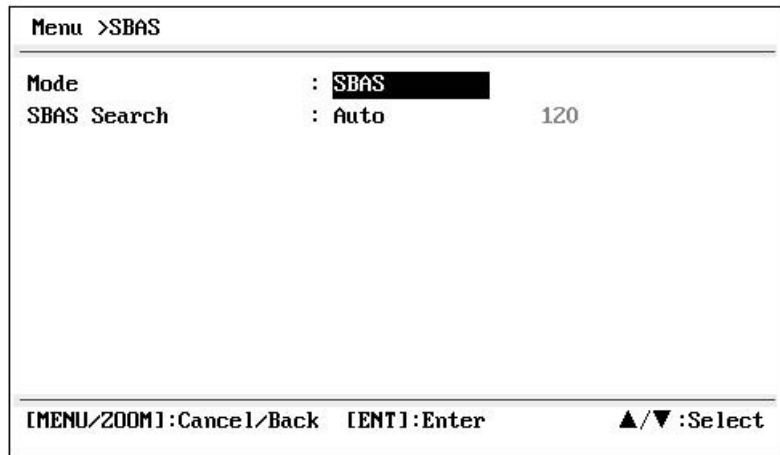 Menu >SBAS
Mode : SBAS
SBAS Search : Auto 120
[MENU/ZOOM]:Cancel/Back [ENT]:Enter ▲/▼:Select